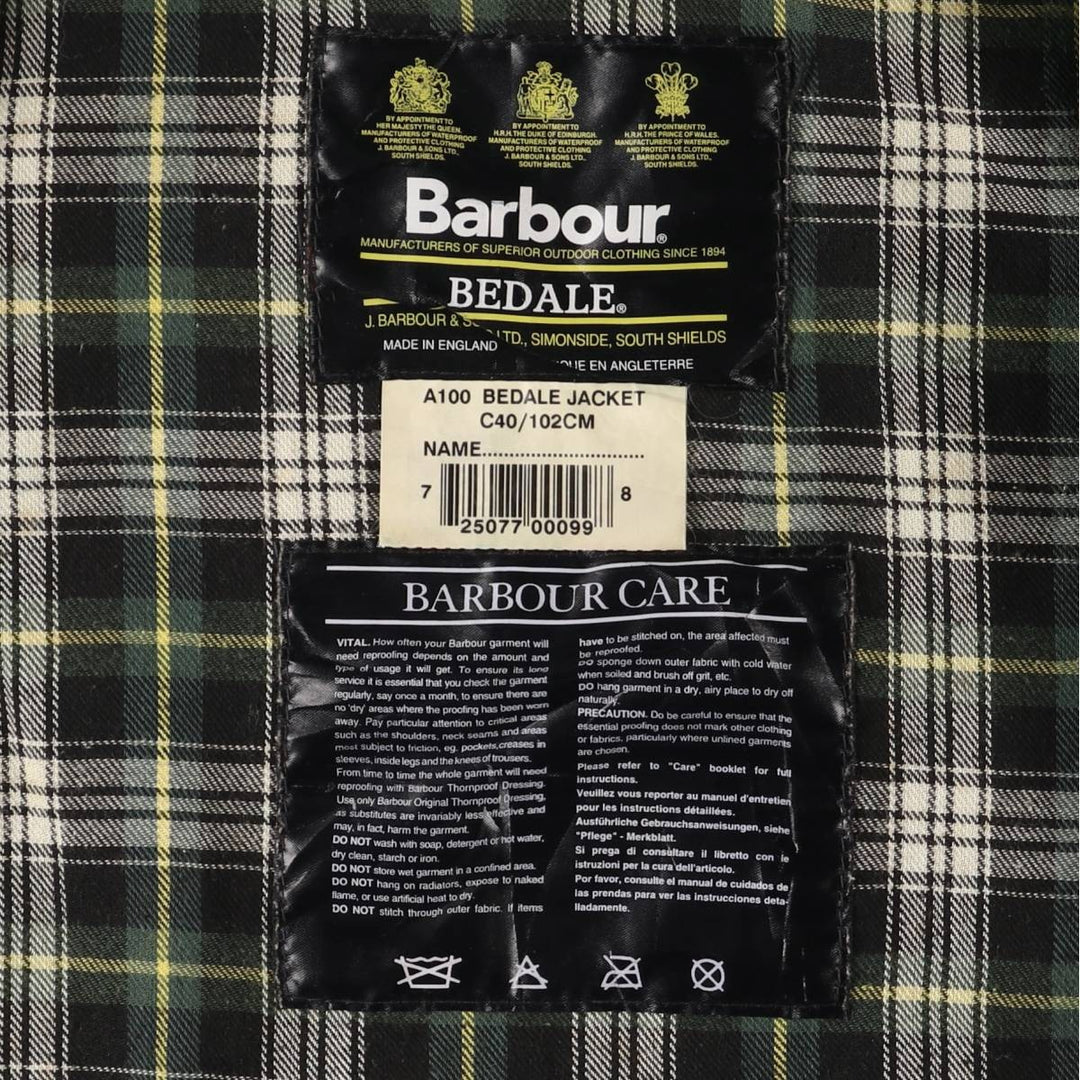 BY APPOINTMENT TO
HER MAJESTY THE QUEEN.
MANUFACTURERS OF WATERPROOF
AND PROTECTIVE CLOTHING
J. BARBOUR & SONS LTD.,
SOUTH SHIELDS.
BY APPOINTMENT TO
H.R.H. THE DUKE OF EDINBURGH.
MANUFACTURERS OF WATERPROOF
AND PROTECTIVE CLOTHING
J. BARBOUR & SONS LTD.,
SOUTH SHIELDS.
BY APPOINTMENT TO
H.R.H. THE PRINCE OF WALES.
MANUFACTURERS OF WATERPROOF
AND PROTECTIVE CLOTHING
J. BARBOUR & SONS LTD.,
SOUTH SHIELDS.
Barbour®
MANUFACTURERS OF SUPERIOR OUTDOOR CLOTHING SINCE 1894
BEDALE®
J. BARBOUR & LTD., SIMONSIDE, SOUTH SHIELDS
MADE IN ENGLAND EN ANGLETERRE
A100 BEDALE JACKET
C40/102CM
NAME............................
7 25077 00099 8
BARBOUR CARE
VITAL. How often your Barbour garment will
need reproofing depends on the amount and
type of usage it will get. To ensure its long
service it is essential that you check the garment
regularly, say once a month, to ensure there are
no 'dry' areas where the proofing has been worn
away. Pay particular attention to critical areas
such as the shoulders, neck seams and areas
most subject to friction, eg. pockets,creases in
sleeves, inside legs and the knees of trousers.
From time to time the whole garment will need
reproofing with Barbour Thornproof Dressing.
Use only Barbour Original Thornproof Dressing,
as substitutes are invariably less effective and
may, in fact, harm the garment.
DO NOT wash with soap, detergent or hot water,
dry clean, starch or iron.
DO NOT store wet garment in a confined area.
DO NOT hang on radiators, expose to naked
flame, or use artificial heat to dry.
DO NOT stitch through outer fabric. If items
have to be stitched on, the area affected must
be reproofed.
DO sponge down outer fabric with cold water
when soiled and brush off grit, etc.
DO hang garment in a dry, airy place to dry off
naturally.
PRECAUTION. Do be careful to ensure that the
essential proofing does not mark other clothing
or fabrics, particularly where unlined garments
are chosen.
Please refer to "Care" booklet for full
instructions.
Veuillez vous reporter au manuel d'entretien
pour les instructions détaillées.
Ausführliche Gebrauchsanweisungen, siehe
"Pflege" - Merkblatt.
Si prega di consultare il libretto con le
istruzioni per la cura dell'articolo.
Por favor, consulte el manual de cuidados de
las prendas para ver las instrucciones deta-
lladamente.